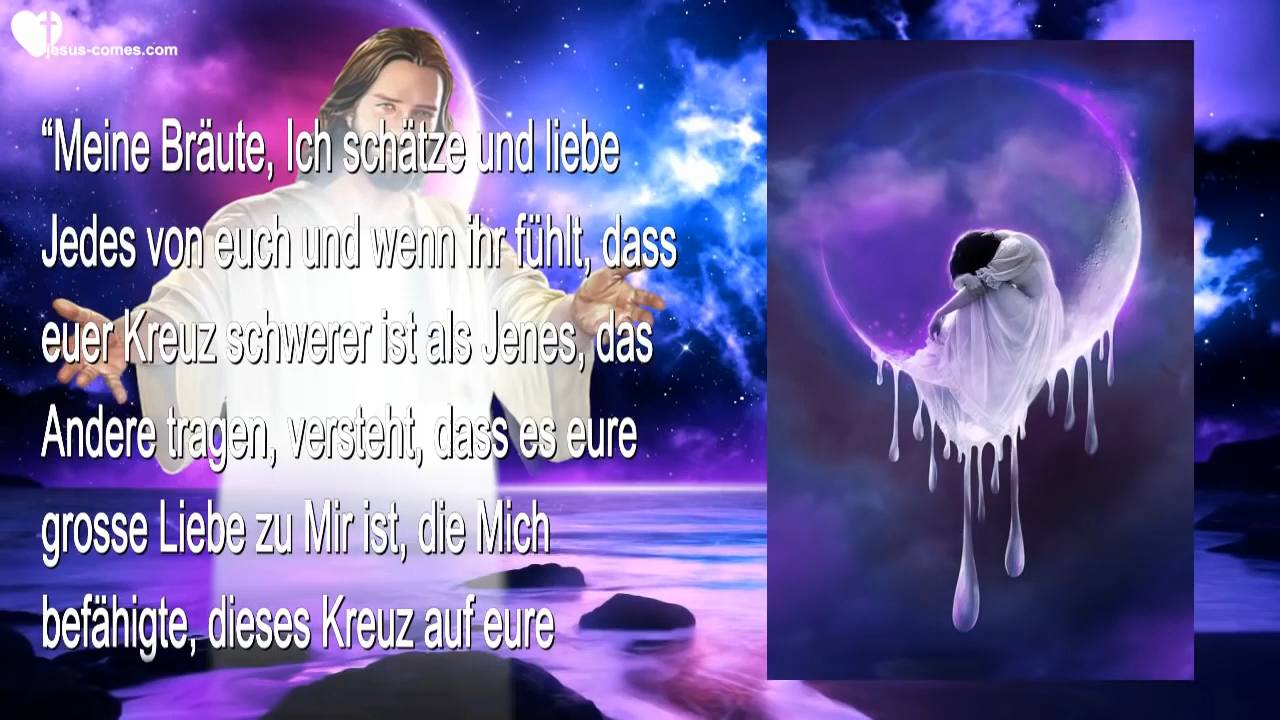 jesus-comes.com
“Meine Bräute, Ich schätze und liebe
Jedes von euch und wenn ihr fühlt, dass
euer Kreuz schwerer ist als Jenes, das
Andere tragen, versteht, dass es eure
grosse Liebe zu Mir ist, die Mich
befähigte, dieses Kreuz auf eure